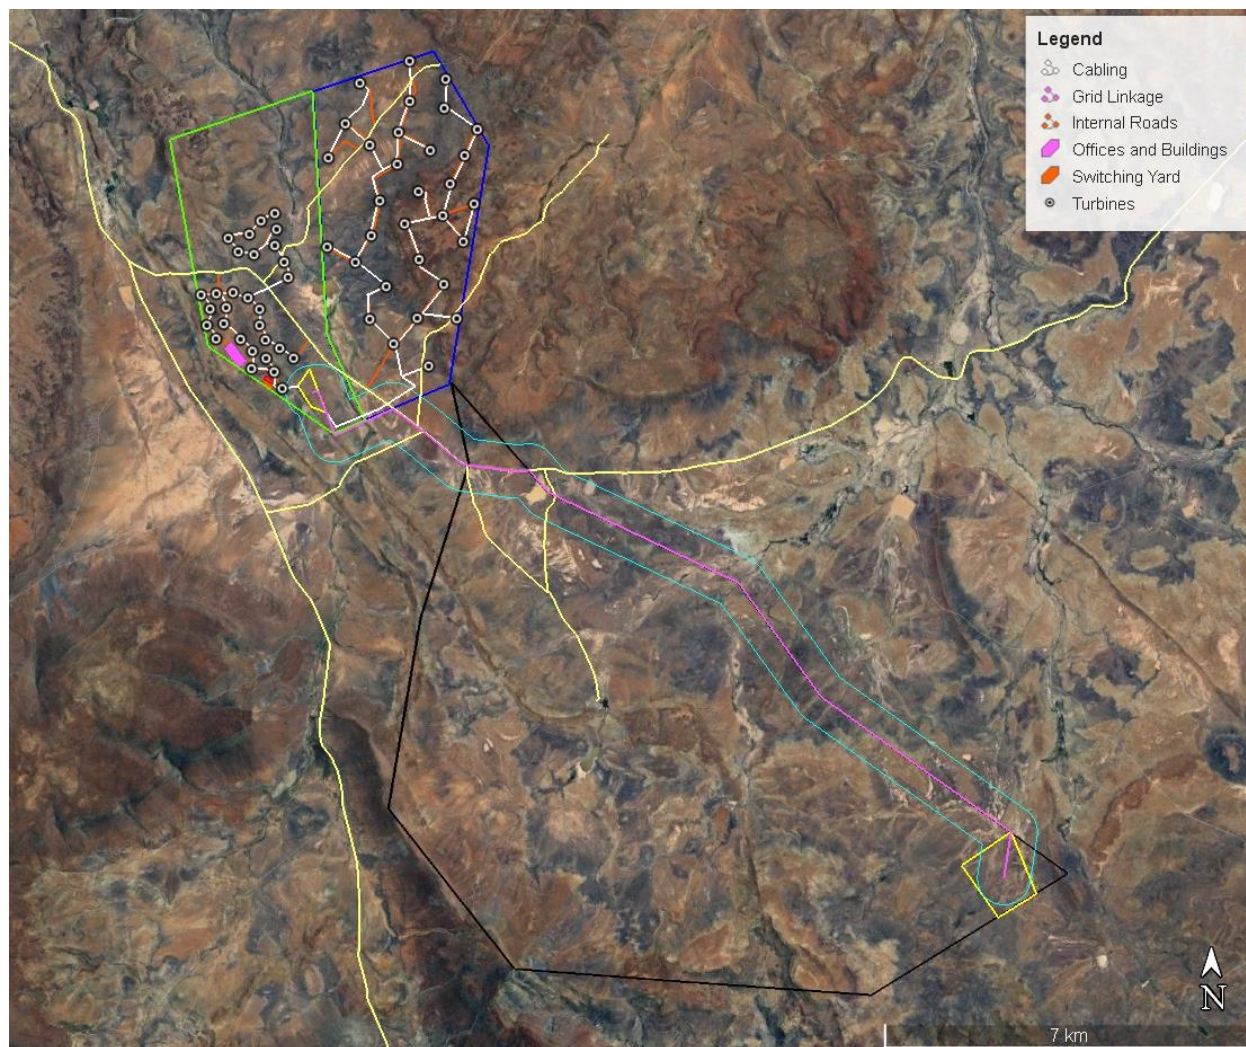 Legend
Cabling
Grid Linkage
Internal Roads
Offices and Buildings
Switching Yard
Turbines
N
7 km